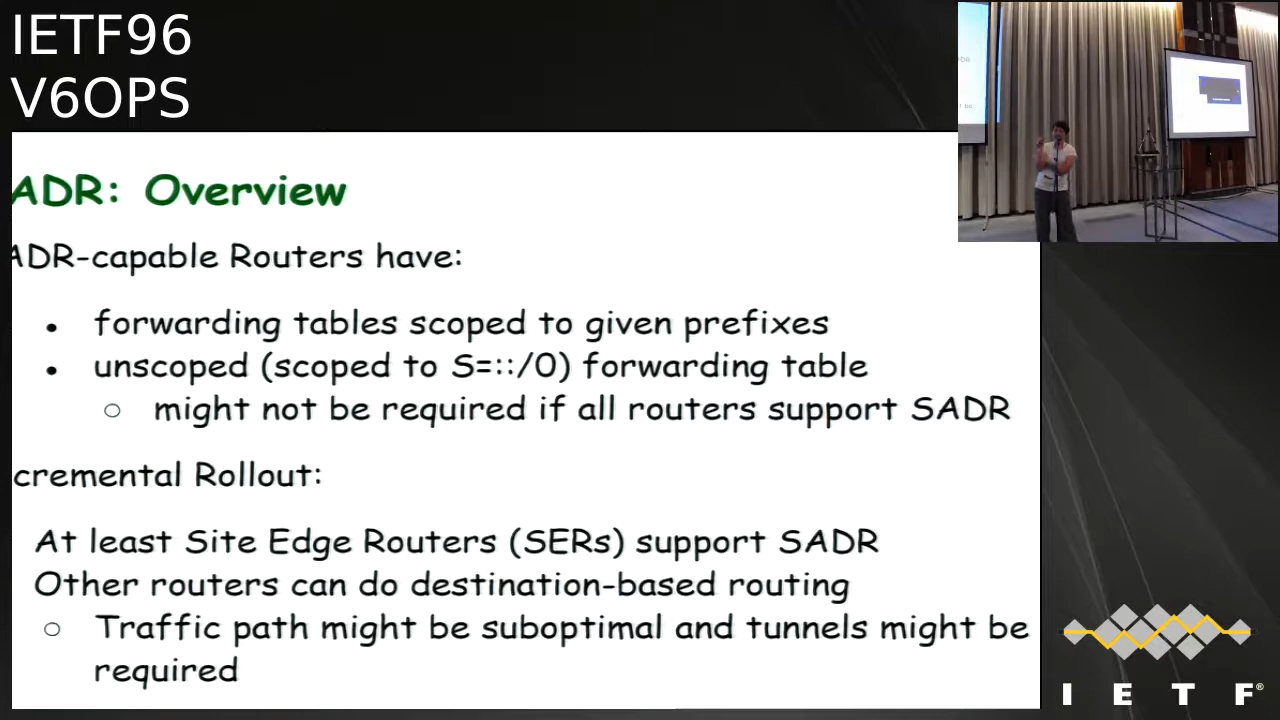 IETF96
V6OPS
ADR: Overview
ADR-capable Routers have:
• forwarding tables scoped to given prefixes
• unscoped (scoped to S=::/0) forwarding table
○ might not be required if all routers support SADR
cremental Rollout:
At least Site Edge Routers (SERs) support SADR
Other routers can do destination-based routing
○ Traffic path might be suboptimal and tunnels might be
required
I E T F®